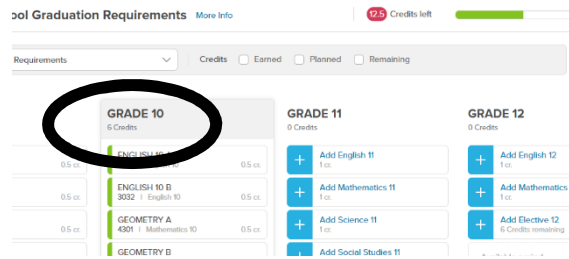 ool Graduation Requirements More Info 12.5 Credits left
Requirements Credits Earned Planned Remaining
GRADE 10 GRADE 11 GRADE 12
6 Credits 0 Credits 0 Credits
0.5 cr. ENGLISH 10 0.5 cr. Add English 11 Add English 12
1 cr. 1 cr.
0.5 cr. ENGLISH 10 B 0.5 cr. Add Mathematics 11 Add Mathematics
3032 | English 10 1 cr. 1 cr.
0.5 cr. GEOMETRY A 0.5 cr. Add Science 11 Add Elective 12
4301 | Mathematics 10 1 cr. 6 Credits remaining
GEOMETRY B Add Social Studies 11